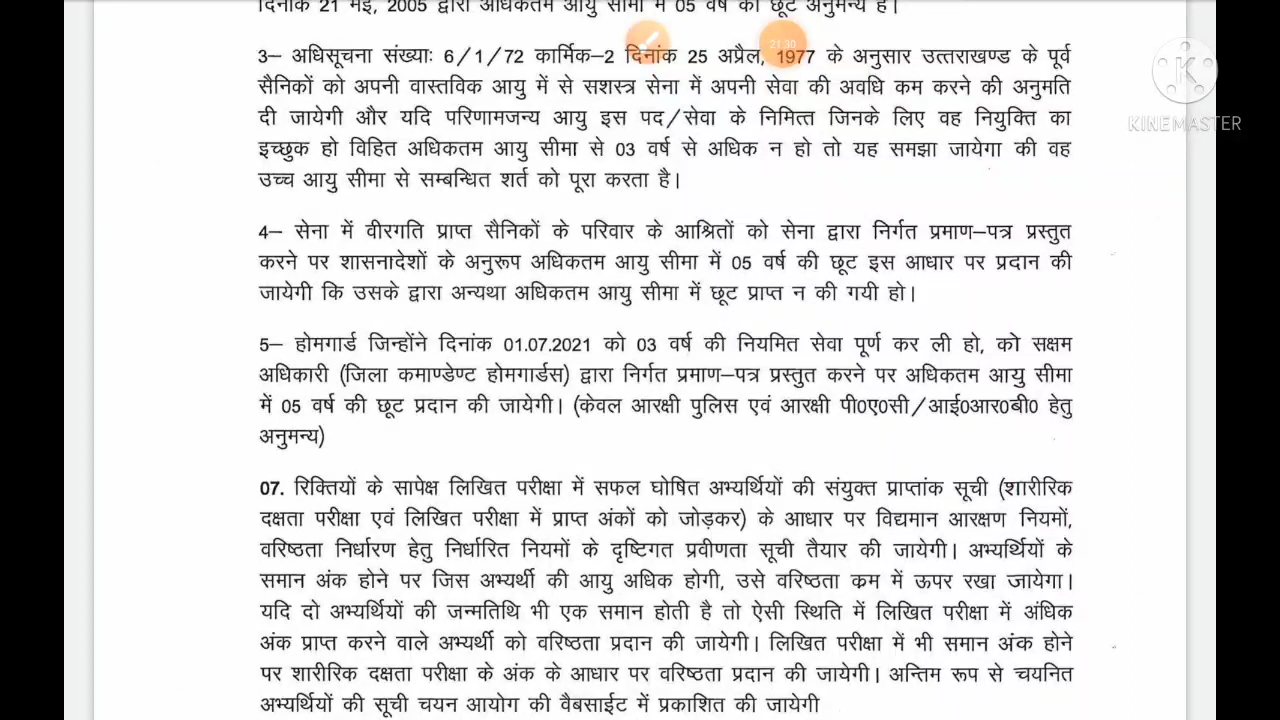 दिनांक 21 मई, 2005 द्वारा अधिकतम आयु सीमा में 05 वर्ष की छूट अनुमन्य है।
3– अधिसूचना संख्याः 6/1/72 कार्मिक–2 दिनांक 25 अप्रैल, 1977 के अनुसार उत्तराखण्ड के पूर्व
21:30
सैनिकों को अपनी वास्तविक आयु में से सशस्त्र सेना में अपनी सेवा की अवधि कम करने की अनुमति
दी जायेगी और यदि परिणामजन्य आयु इस पद/सेवा के निमित्त जिनके लिए वह नियुक्ति का
इच्छुक हो विहित अधिकतम आयु सीमा से 03 वर्ष से अधिक न हो तो यह समझा जायेगा की वह
उच्च आयु सीमा से सम्बन्धित शर्त को पूरा करता है।
K
KINEMASTER
4– सेना में वीरगति प्राप्त सैनिकों के परिवार के आश्रितों को सेना द्वारा निर्गत प्रमाण–पत्र प्रस्तुत
करने पर शासनादेशों के अनुरूप अधिकतम आयु सीमा में 05 वर्ष की छूट इस आधार पर प्रदान की
जायेगी कि उसके द्वारा अन्यथा अधिकतम आयु सीमा में छूट प्राप्त न की गयी हो।
5– होमगार्ड जिन्होंने दिनांक 01.07.2021 को 03 वर्ष की नियमित सेवा पूर्ण कर ली हो, को सक्षम
अधिकारी (जिला कमाण्डेण्ट होमगार्डस) द्वारा निर्गत प्रमाण–पत्र प्रस्तुत करने पर अधिकतम आयु सीमा
में 05 वर्ष की छूट प्रदान की जायेगी। (केवल आरक्षी पुलिस एवं आरक्षी पी0ए0सी/आई0आर0बी0 हेतु
अनुमन्य)
07. रिक्तियों के सापेक्ष लिखित परीक्षा में सफल घोषित अभ्यर्थियों की संयुक्त प्राप्तांक सूची (शारीरिक
दक्षता परीक्षा एवं लिखित परीक्षा में प्राप्त अंकों को जोड़कर) के आधार पर विद्यमान आरक्षण नियमों,
वरिष्ठता निर्धारण हेतु निर्धारित नियमों के दृष्टिगत प्रवीणता सूची तैयार की जायेगी। अभ्यर्थियों के
समान अंक होने पर जिस अभ्यर्थी की आयु अधिक होगी, उसे वरिष्ठता क्रम में ऊपर रखा जायेगा।
यदि दो अभ्यर्थियों की जन्मतिथि भी एक समान होती है तो ऐसी स्थिति में लिखित परीक्षा में अधिक
अंक प्राप्त करने वाले अभ्यर्थी को वरिष्ठता प्रदान की जायेगी। लिखित परीक्षा में भी समान अंक होने
पर शारीरिक दक्षता परीक्षा के अंक के आधार पर वरिष्ठता प्रदान की जायेगी। अन्तिम रूप से चयनित
अभ्यर्थियों की सूची चयन आयोग की वैबसाईट में प्रकाशित की जायेगी